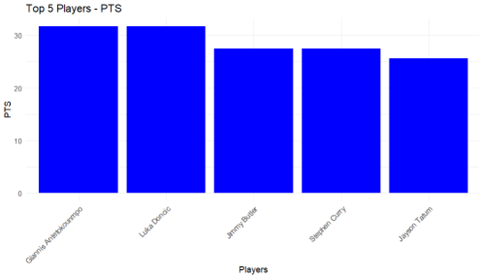 Top 5 Players - PTS
30
20
10
0
PTS
Giannis Antetokounmpo
Luka Doncic
Jimmy Butler
Stephen Curry
Jayson Tatum
Players